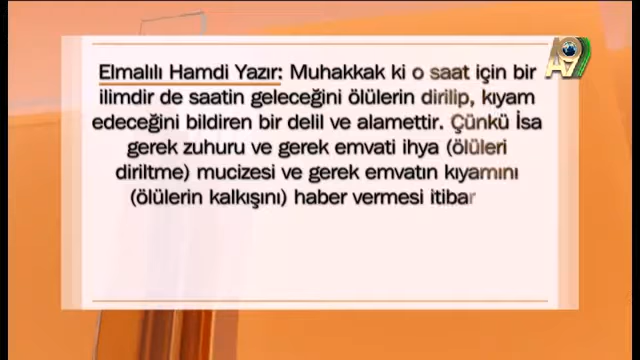 A9
Elmalılı Hamdi Yazır: Muhakkak ki o saat için bir
ilimdir de saatin geleceğini ölülerin dirilip, kıyam
edeceğini bildiren bir delil ve alamettir. Çünkü İsa
gerek zuhuru ve gerek emvati ihya (ölüleri
diriltme) mucizesi ve gerek emvatın kıyamını
(ölülerin kalkışını) haber vermesi itibar